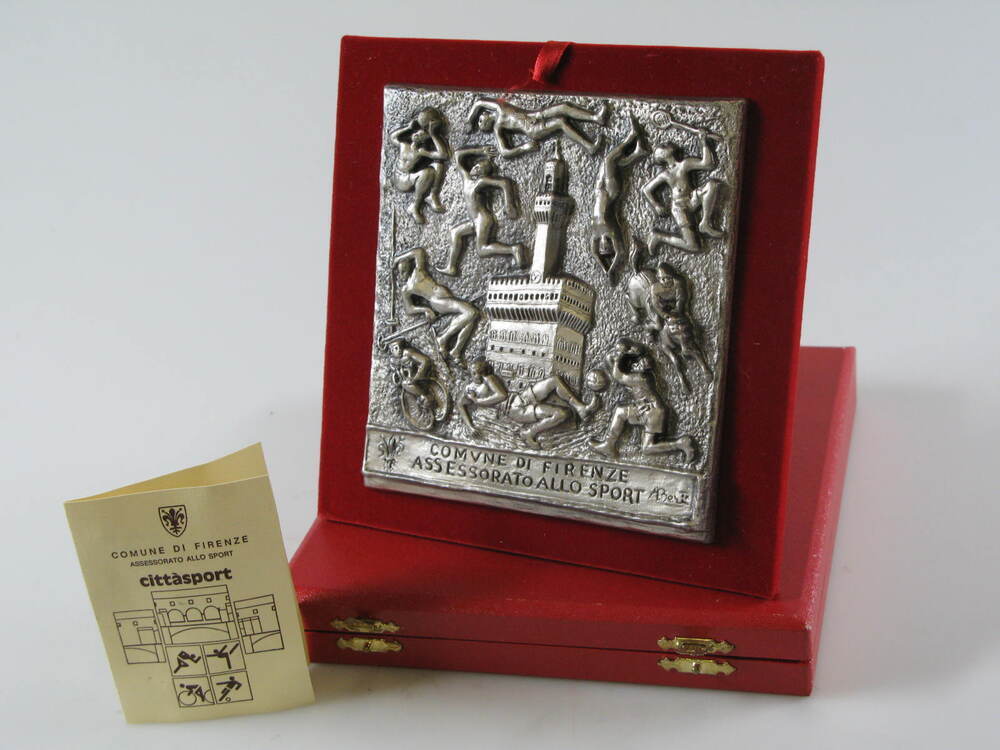 COMVNE DI FIRENZE
ASSESSORATO ALLO SPORT
COMUNE DI FIRENZE
ASSESSORATO ALLO SPORT
cittàsport